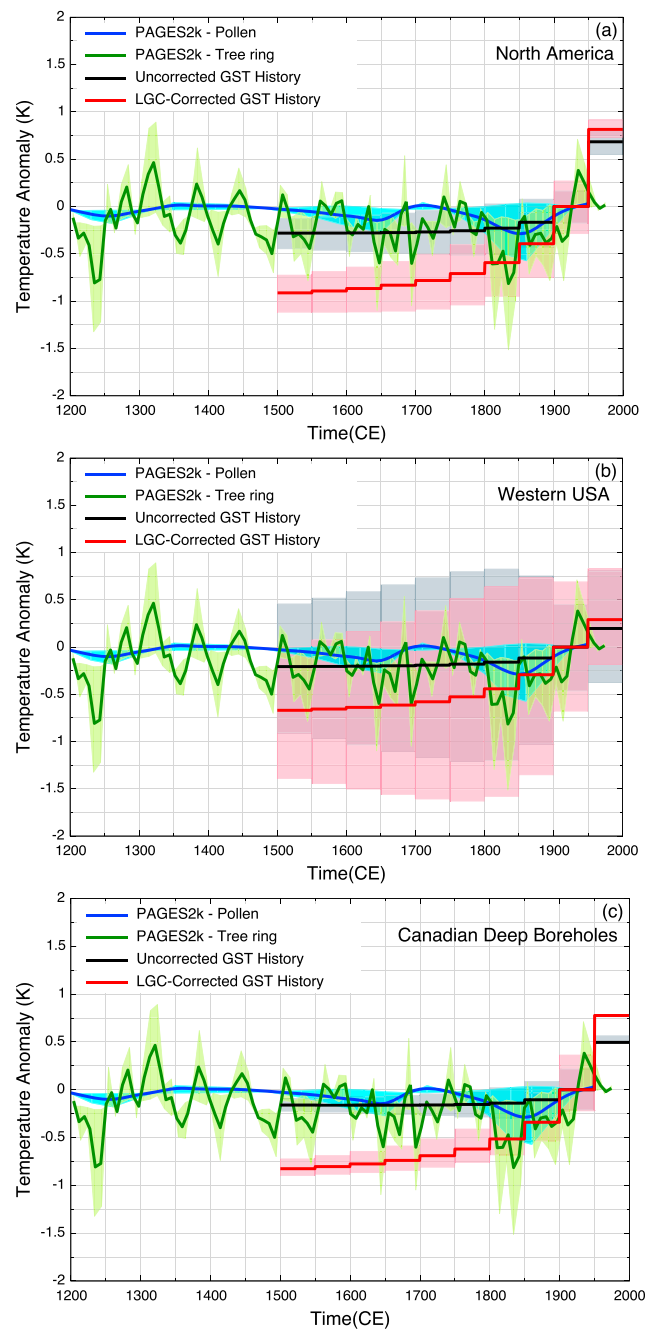 (a)
PAGES2k - Pollen
PAGES2k - Tree ring
North America
Uncorrected GST History
LGC-Corrected GST History
Temperature Anomaly (K)
2
1.5
1
0.5
0
-0.5
-1
-1.5
-2
1200 1300 1400 1500 1600 1700 1800 1900 2000
Time(CE)
(b)
PAGES2k - Pollen
PAGES2k - Tree ring
Western USA
Uncorrected GST History
LGC-Corrected GST History
Temperature Anomaly (K)
2
1.5
1
0.5
0
-0.5
-1
-1.5
-2
1200 1300 1400 1500 1600 1700 1800 1900 2000
Time(CE)
(c)
PAGES2k - Pollen
PAGES2k - Tree ring
Canadian Deep Boreholes
Uncorrected GST History
LGC-Corrected GST History
Temperature Anomaly (K)
2
1.5
1
0.5
0
-0.5
-1
-1.5
-2
1200 1300 1400 1500 1600 1700 1800 1900 2000
Time(CE)